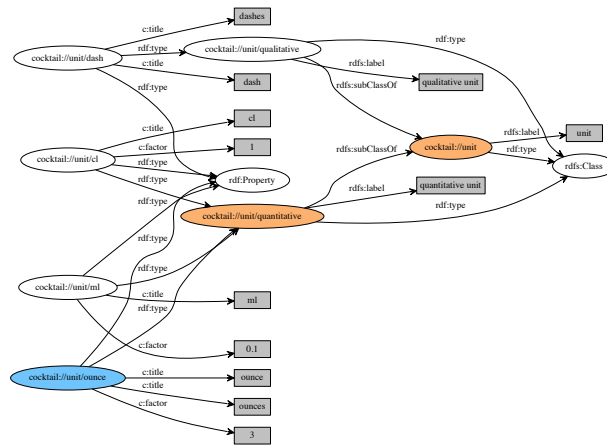 dashes
c:title
rdf:type
cocktail://unit/dash
rdf:type
cocktail://unit/qualitative
c:title
rdfs:label
dash
qualitative unit
rdf:type
rdfs:subClassOf
cl
c:title
unit
c:factor
1
rdfs:label
cocktail://unit
rdf:type
cocktail://unit/cl
rdf:type
rdfs:subClassOf
rdfs:Class
rdf:type
rdf:Property
rdfs:label
quantitative unit
rdf:type
cocktail://unit/quantitative
rdf:type
rdf:type
rdf:type
cocktail://unit/ml
c:title
ml
rdf:type
c:factor
0.1
cocktail://unit/ounce
c:title
ounce
c:title
ounces
c:factor
3